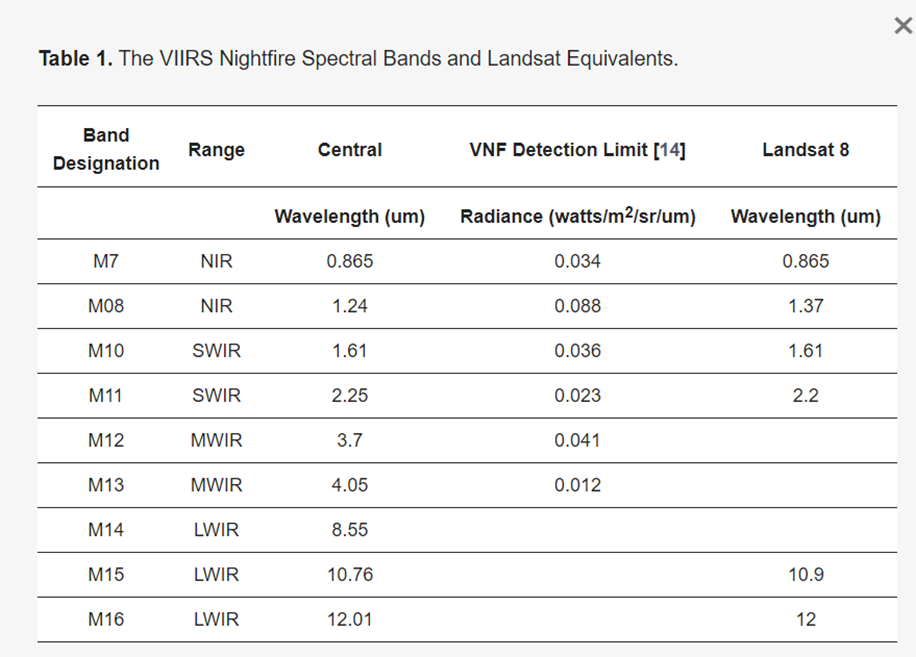 Table 1. The VIIRS Nightfire Spectral Bands and Landsat Equivalents.
Band Designation Range Central VNF Detection Limit [14] Landsat 8
Wavelength (um) Radiance (watts/m²/sr/um) Wavelength (um)
M7 NIR 0.865 0.034 0.865
M08 NIR 1.24 0.088 1.37
M10 SWIR 1.61 0.036 1.61
M11 SWIR 2.25 0.023 2.2
M12 MWIR 3.7 0.041
M13 MWIR 4.05 0.012
M14 LWIR 8.55
M15 LWIR 10.76 10.9
M16 LWIR 12.01 12